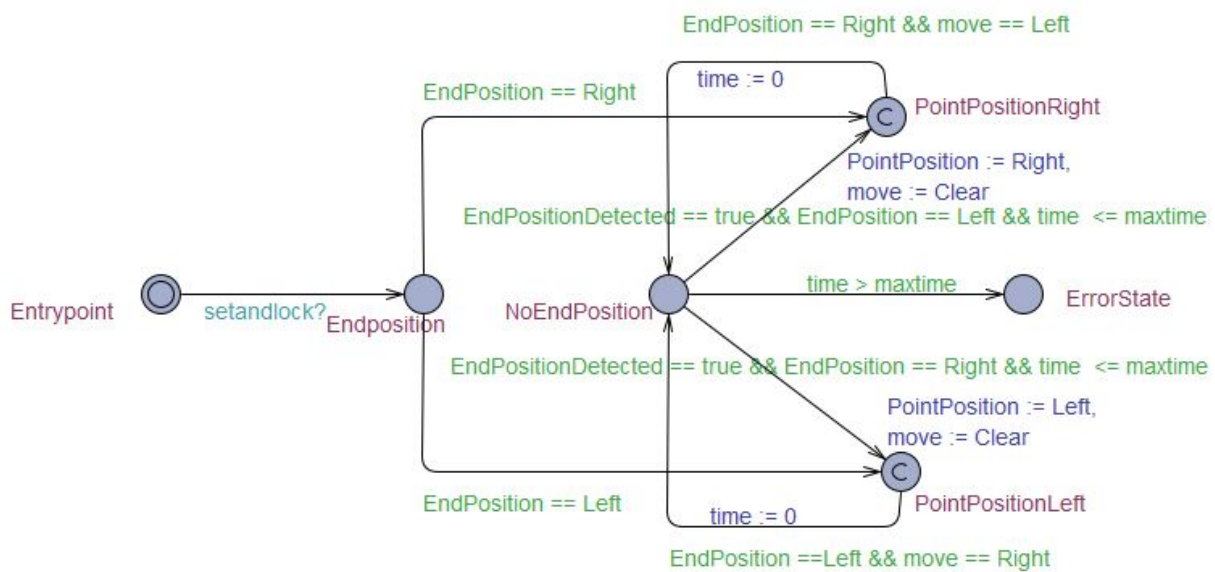 EndPosition == Right && move == Left
time := 0
EndPosition == Right
PointPositionRight
PointPosition := Right,
move := Clear
EndPositionDetected == true && EndPosition == Left && time <= maxtime
time > maxtime
Entrypoint
setandlock?
Endposition
NoEndPosition
ErrorState
EndPositionDetected == true && EndPosition == Right && time <= maxtime
PointPosition := Left,
move := Clear
EndPosition == Left
PointPositionLeft
time := 0
EndPosition ==Left && move == Right